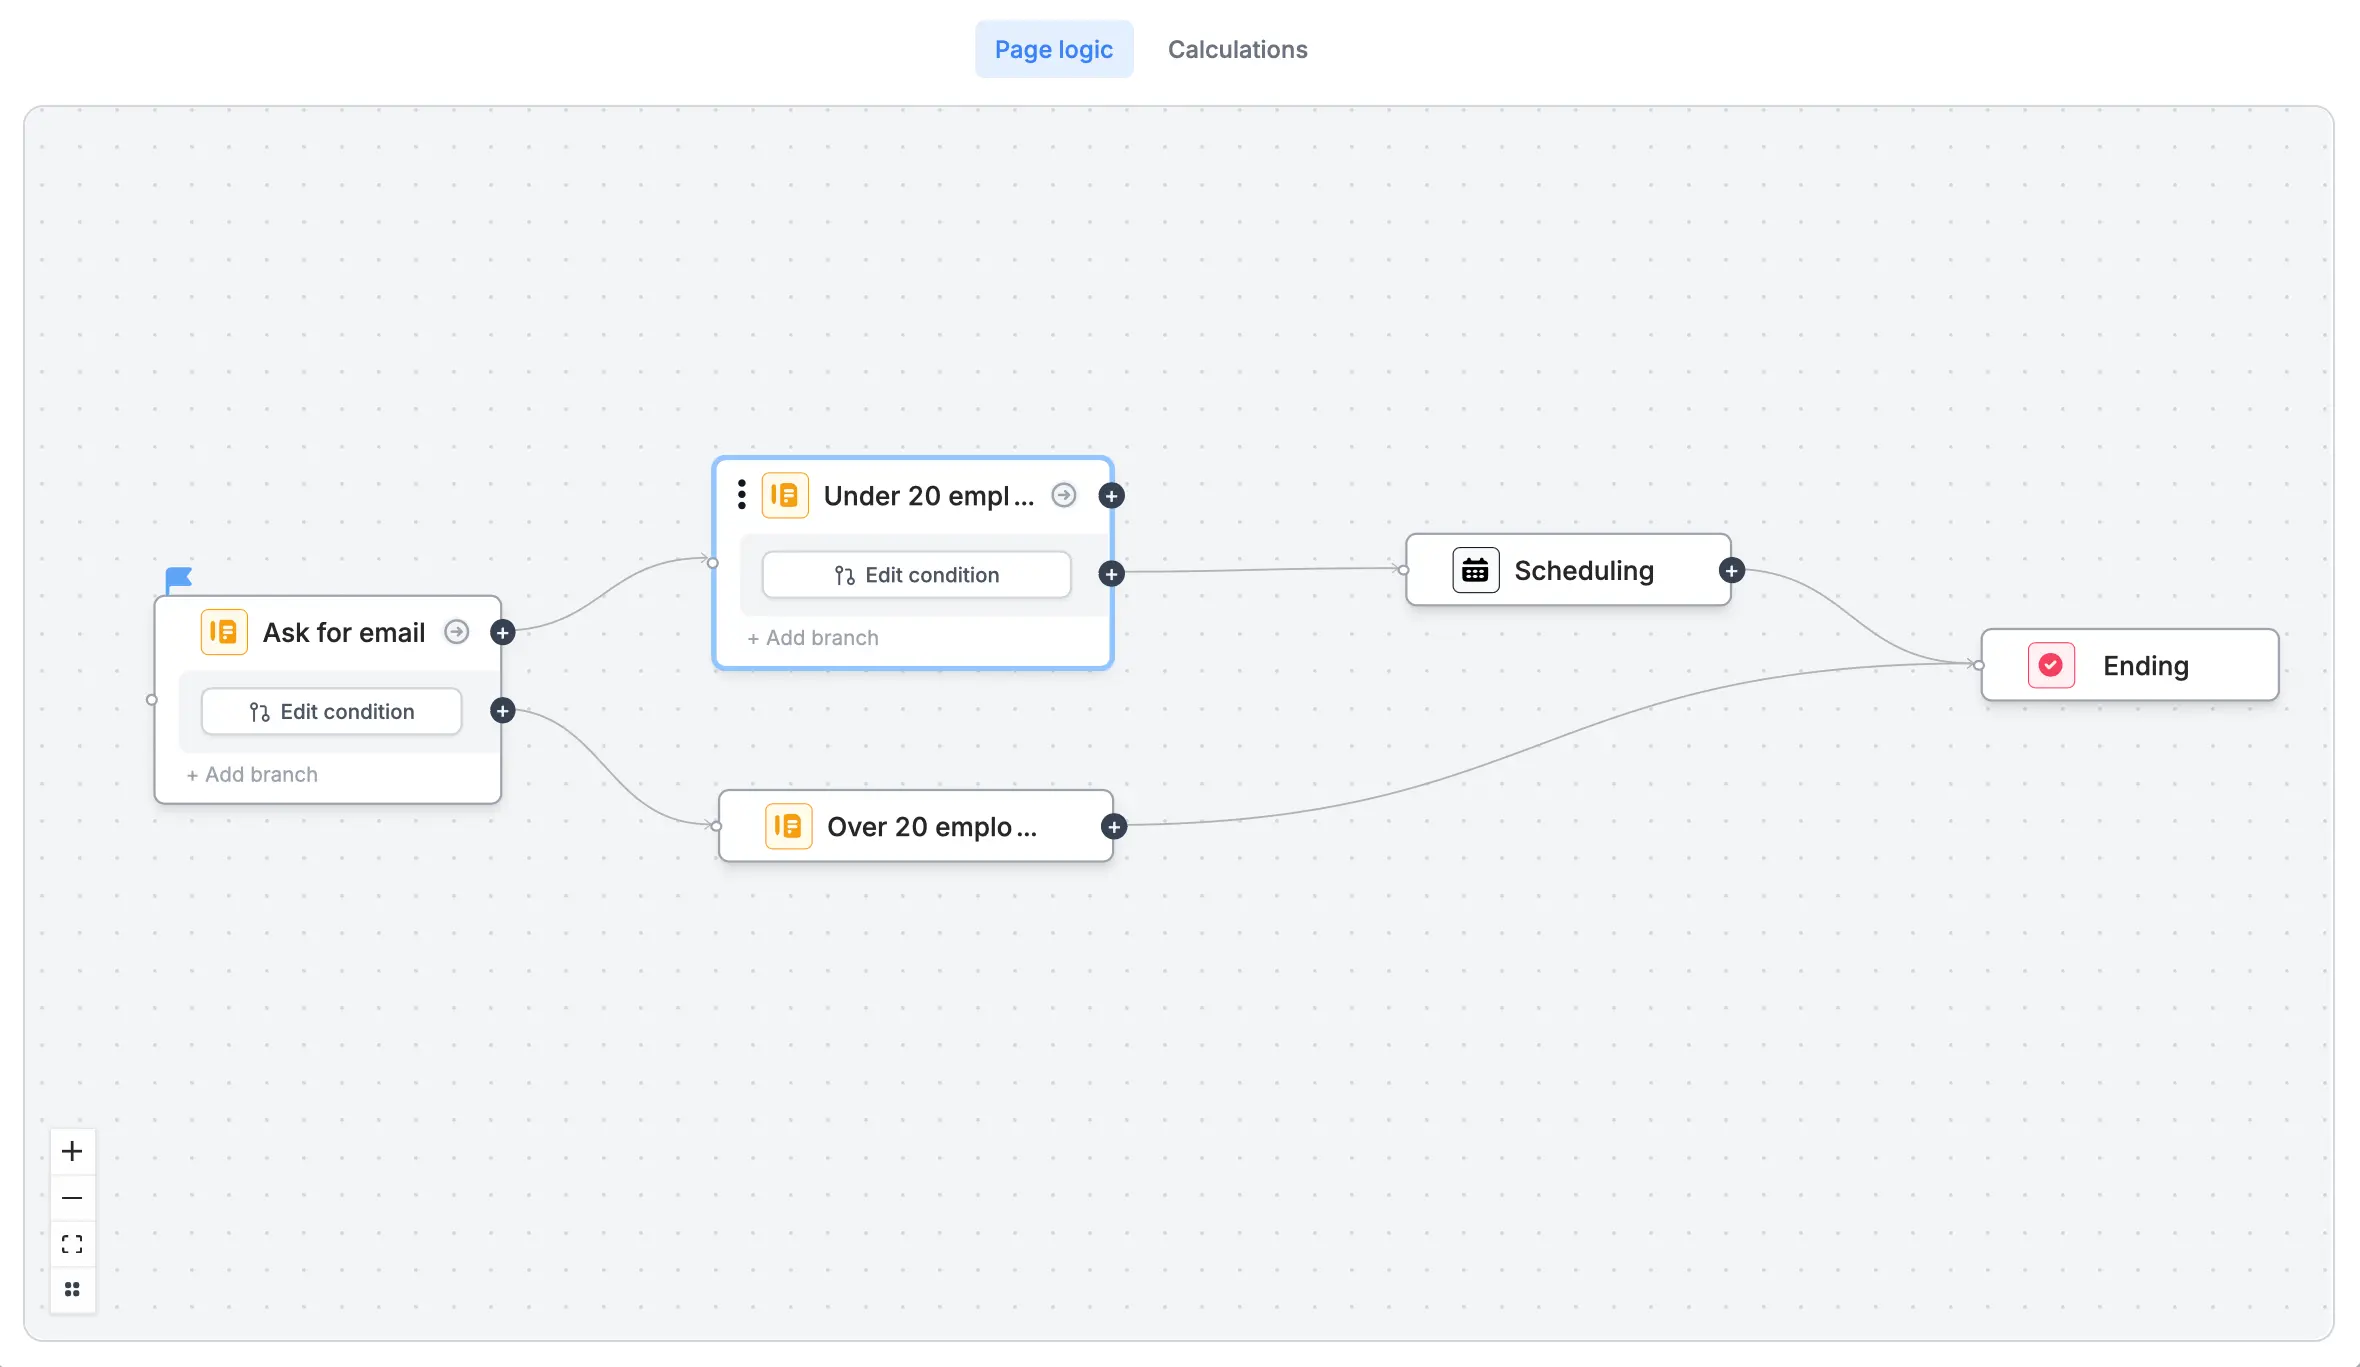 Page logic
Calculations
Under 20 empl...
Edit condition
+ Add branch
Scheduling
Ask for email
Edit condition
+ Add branch
Ending
Over 20 emplo...